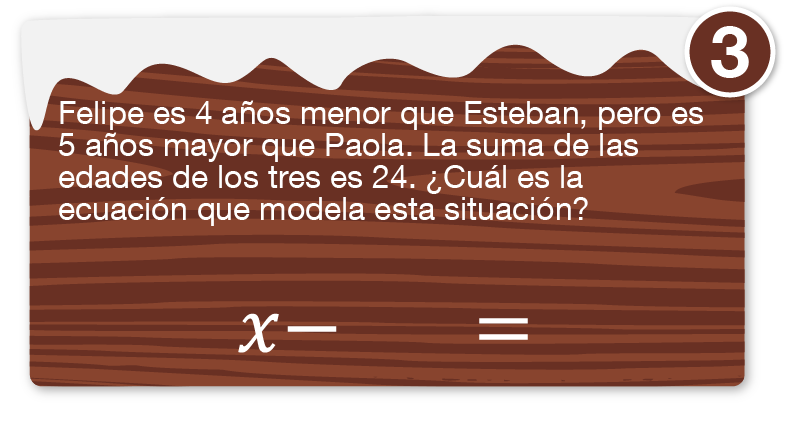 3
Felipe es 4 años menor que Esteban, pero es
5 años mayor que Paola. La suma de las
edades de los tres es 24. ¿Cuál es la
ecuación que modela esta situación?
x− =